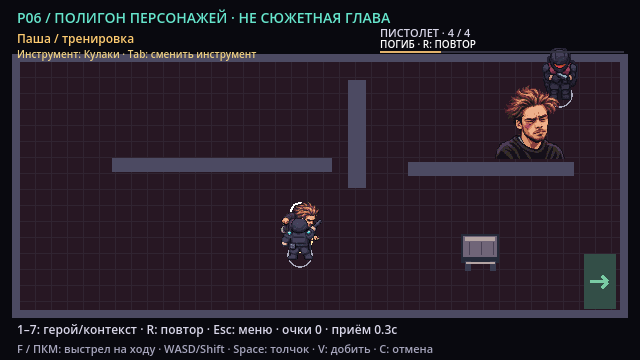 P06 / ПОЛИГОН ПЕРСОНАЖЕЙ · НЕ СЮЖЕТНАЯ ГЛАВА
Паша / тренировка
ПИСТОЛЕТ · 4 / 4
ПОГИБ · R: ПОВТОР
Инструмент: Кулаки · Tab: сменить инструмент
1–7: герой/контекст · R: повтор · Esc: меню · очки 0 · приём 0.3с
F / ПКМ: выстрел на ходу · WASD/Shift · Space: толчок · V: добить · C: отмена